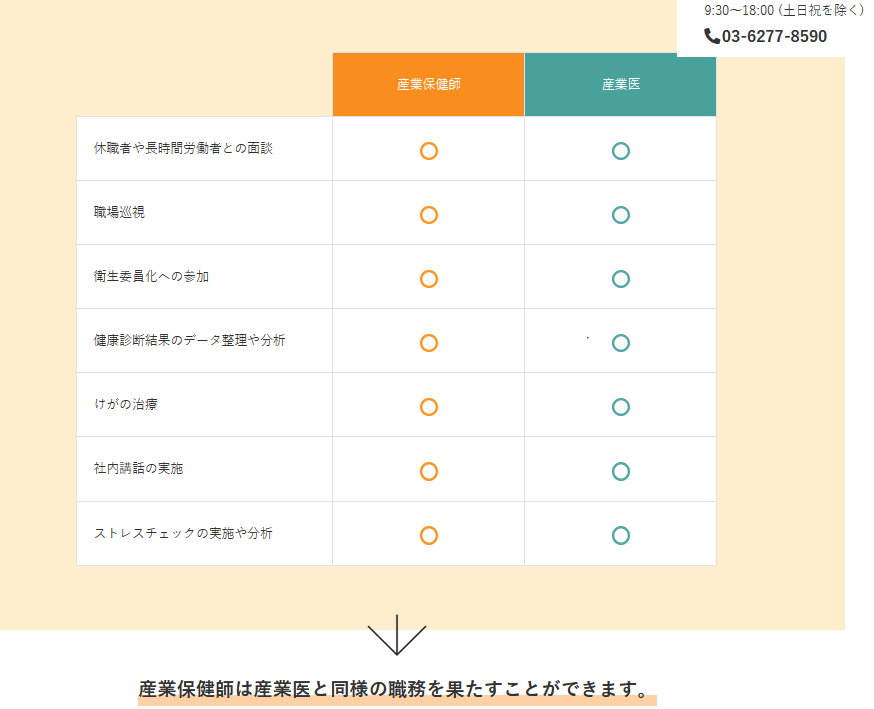 9:30～18:00 (土日祝を除く)
03-6277-8590
産業保健師 産業医
休職者や長時間労働者との面談
職場巡視
衛生委員化への参加
健康診断結果のデータ整理や分析
けがの治療
社内講話の実施
ストレスチェックの実施や分析
産業保健師は産業医と同様の職務を果たすことができます。